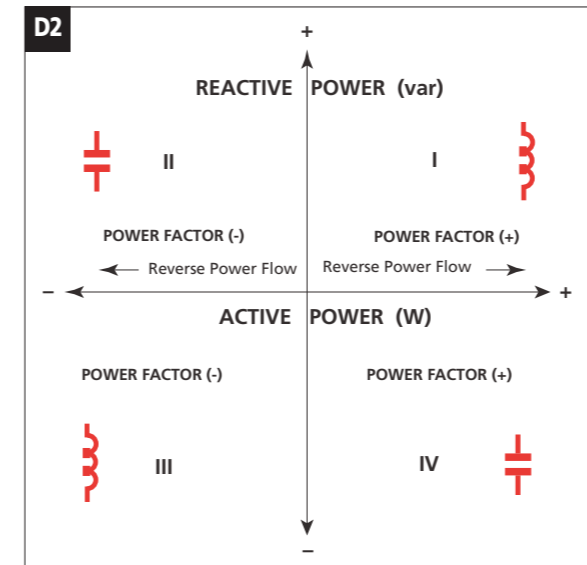 D2
+
REACTIVE POWER (var)
II
I
POWER FACTOR (-)
POWER FACTOR (+)
Reverse Power Flow
Reverse Power Flow
–
+
ACTIVE POWER (W)
POWER FACTOR (-)
POWER FACTOR (+)
III
IV
–